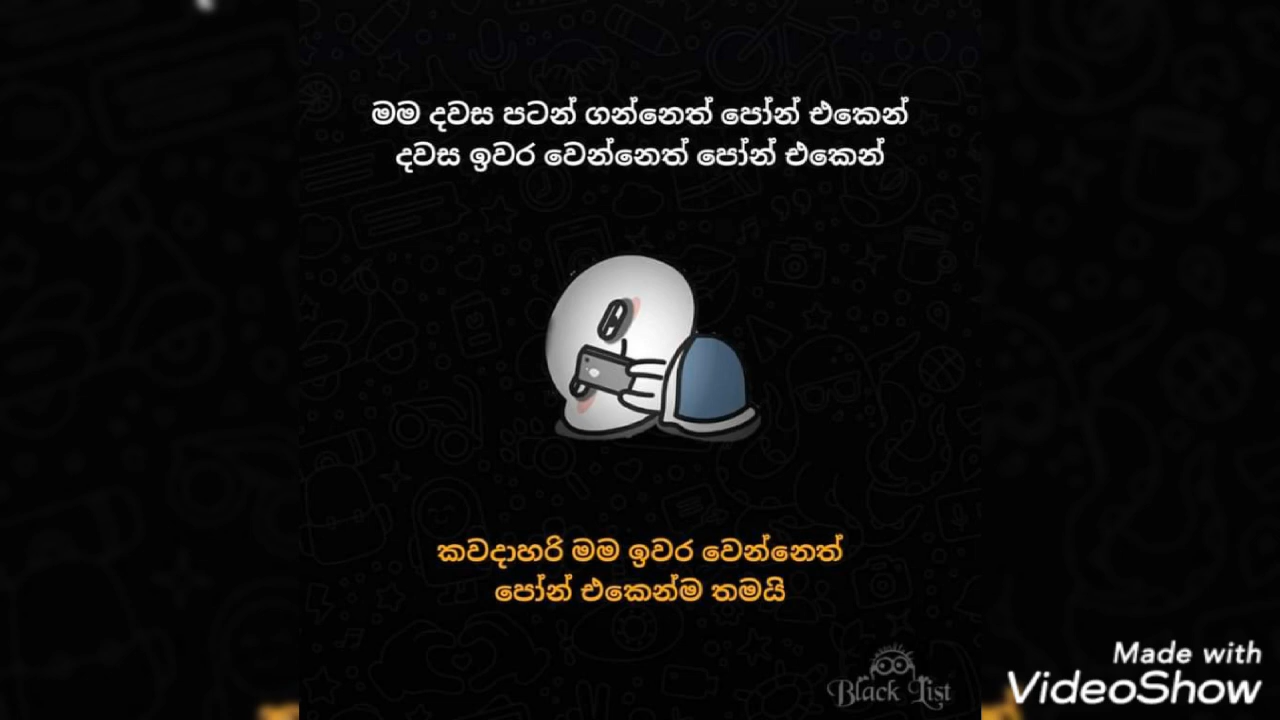 මම දවස පටන් ගන්නෙත් පෝන් එකෙන්
දවස ඉවර වෙන්නෙත් පෝන් එකෙන්
කවදාහරි මම ඉවර වෙන්නෙත්
පෝන් එකෙන්ම තමයි
Black List
Made with
VideoShow